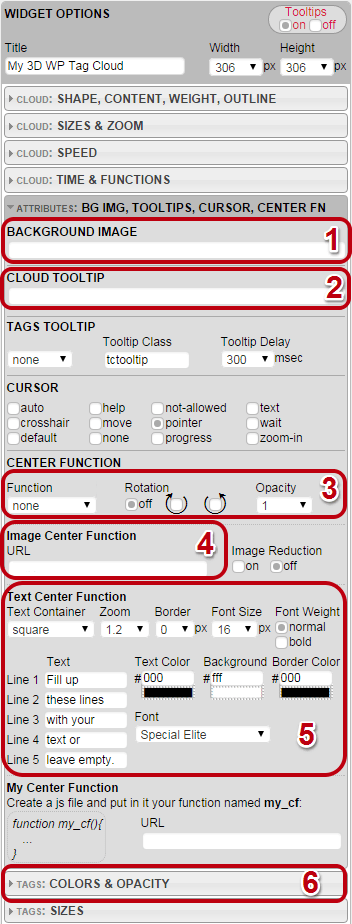 WIDGET OPTIONS
Tooltips
on off
Title Width Height
My 3D WP Tag Cloud 306 px 306 px
CLOUD: SHAPE, CONTENT, WEIGHT, OUTLINE
CLOUD: SIZES & ZOOM
CLOUD: SPEED
CLOUD: TIME & FUNCTIONS
ATTRIBUTES: BG IMG, TOOLTIPS, CURSOR, CENTER FN
BACKGROUND IMAGE
1
CLOUD TOOLTIP
2
TAGS TOOLTIP
Tooltip Class Tooltip Delay
none tctooltip 300 msec
CURSOR
auto help not-allowed text
crosshair move pointer wait
default none progress zoom-in
CENTER FUNCTION
Function Rotation Opacity
3
none off 1
Image Center Function
4
URL Image Reduction
on off
Text Center Function
Text Container Zoom Border Font Size Font Weight
square 1.2 0 px 16 px normal
bold
Text Text Color Background Border Color
Line 1 Fill up #000 #fff #000
Line 2 these lines
Line 3 with your Font
Line 4 text or Special Elite
5
Line 5 leave empty.
My Center Function
Create a js file and put in it your function named my_cf:
function my_cf(){ URL
...
}
TAGS: COLORS & OPACITY
6
TAGS: SIZES